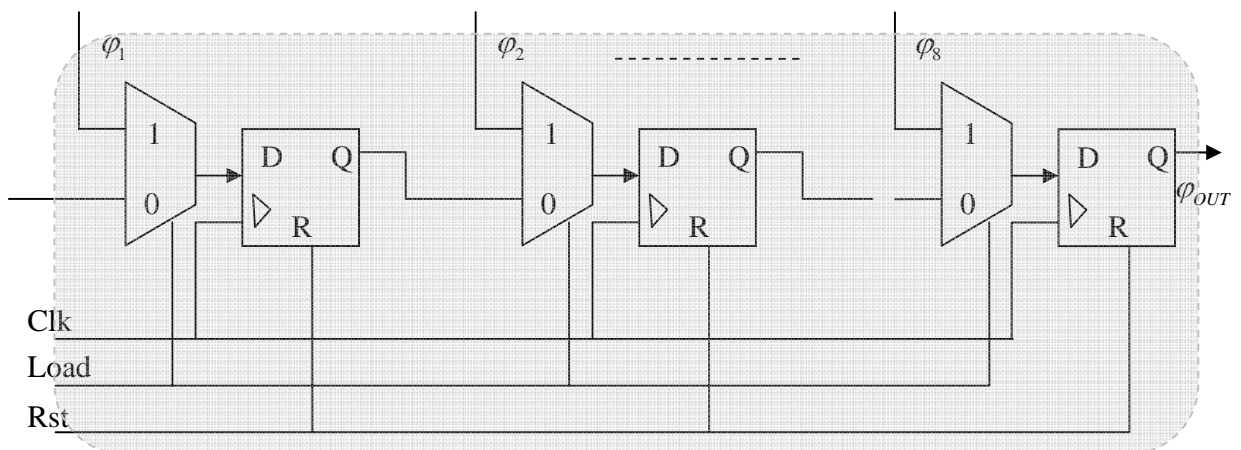 φ₁ φ₂ φ₈
1 1 1
D Q D Q D Q
0 0 0
φOUT
R R R
Clk
Load
Rst